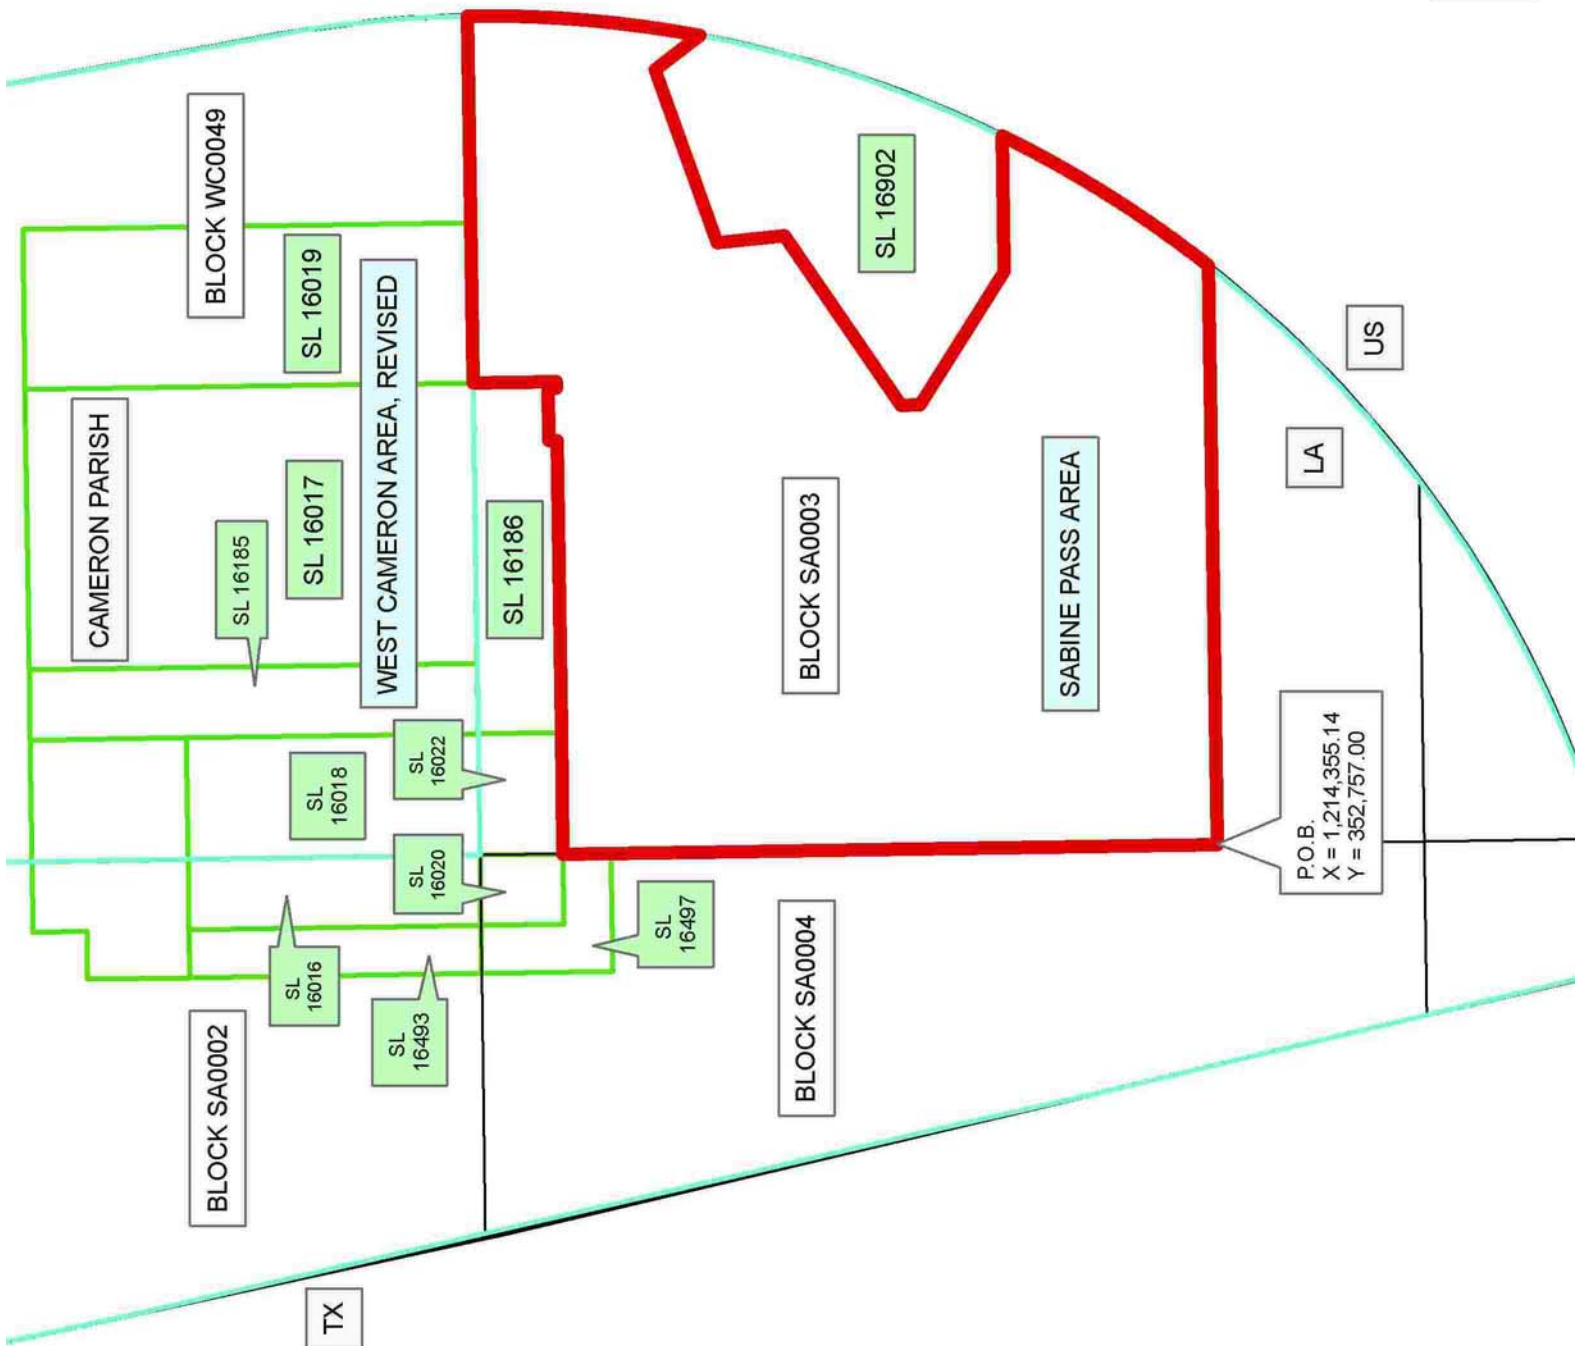 CAMERON PARISH
BLOCK SA0002
BLOCK WC0049
SL 16185
TX
SL
16016
SL
16018
SL 16017
SL 16019
WEST CAMERON AREA, REVISED
SL
16493
SL
16020
SL
16022
SL 16186
SL
16497
BLOCK SA0004
BLOCK SA0003
SL 16902
SABINE PASS AREA
P.O.B.
X = 1,214,355.14
Y = 352,757.00
LA
US